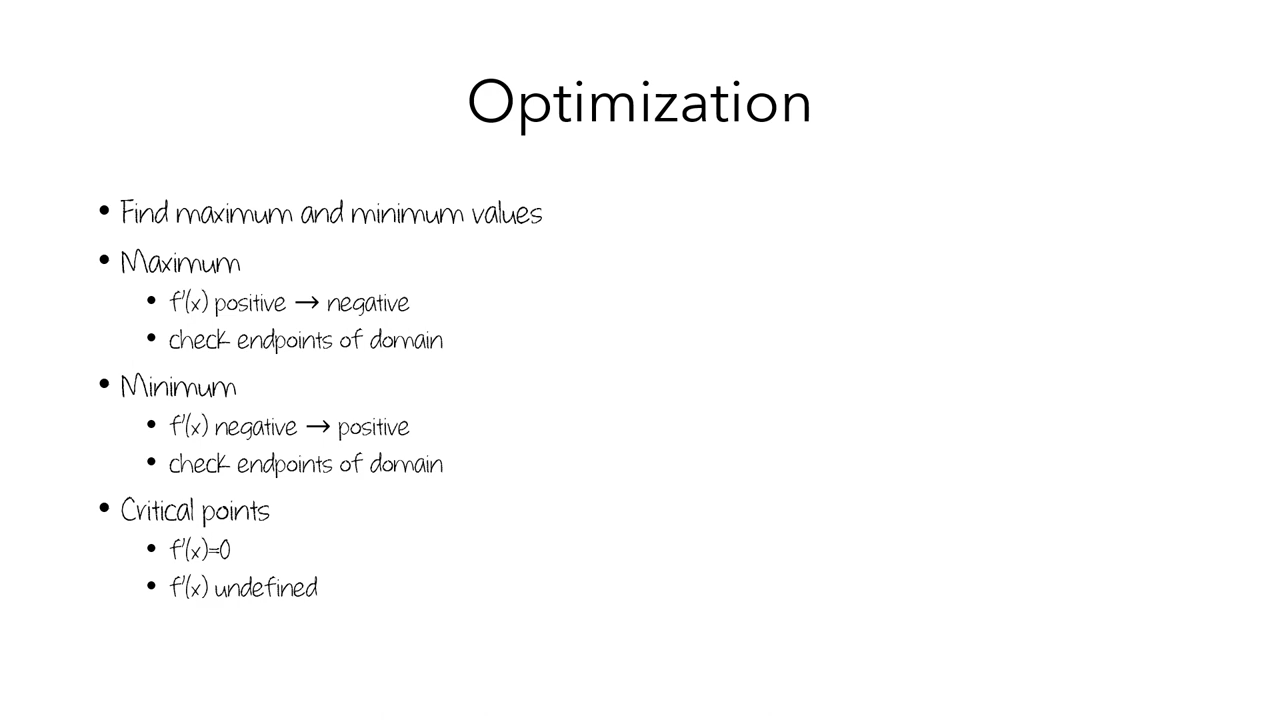 Optimization
• Find maximum and minimum values
• Maximum
• f'(x) positive → negative
• check endpoints of domain
• Minimum
• f'(x) negative → positive
• check endpoints of domain
• Critical points
• f'(x)=0
• f'(x) undefined